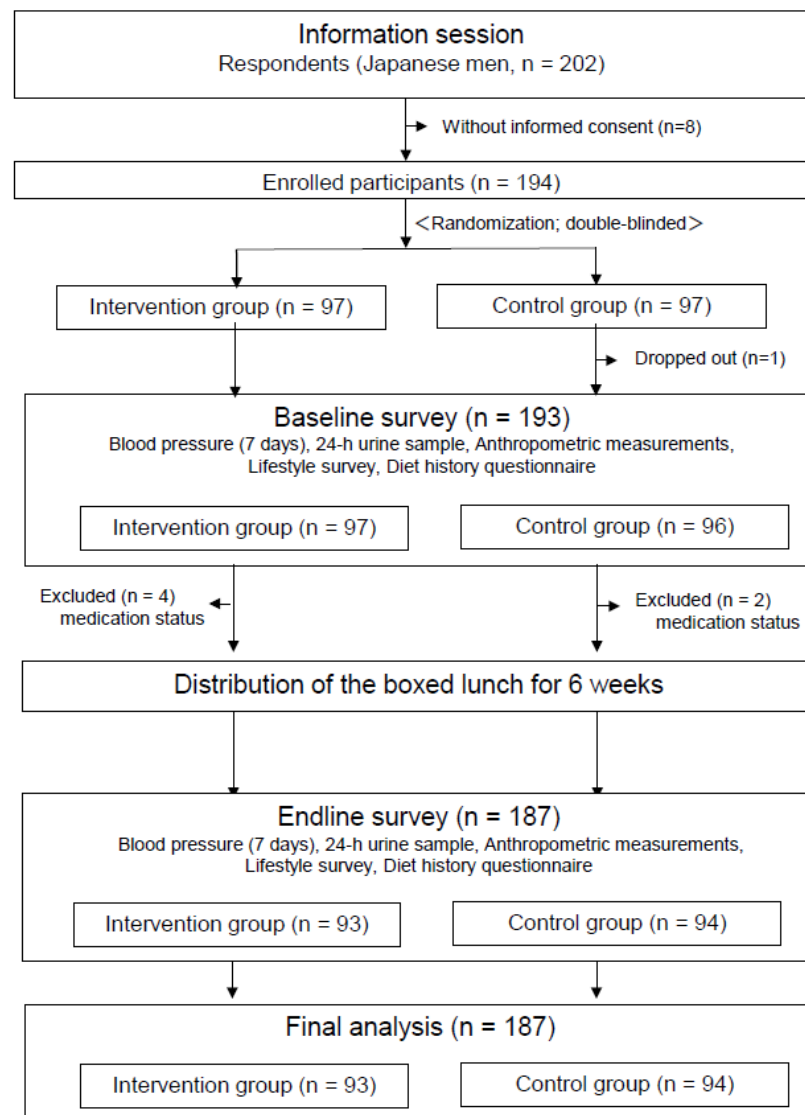 Information session
Respondents (Japanese men, n = 202)
Without informed consent (n=8)
Enrolled participants (n = 194)
<Randomization; double-blinded>
Intervention group (n = 97)
Control group (n = 97)
Dropped out (n=1)
Baseline survey (n = 193)
Blood pressure (7 days), 24-h urine sample, Anthropometric measurements,
Lifestyle survey, Diet history questionnaire
Intervention group (n = 97)
Control group (n = 96)
Excluded (n = 4)
medication status
Excluded (n = 2)
medication status
Distribution of the boxed lunch for 6 weeks
Endline survey (n = 187)
Blood pressure (7 days), 24-h urine sample, Anthropometric measurements,
Lifestyle survey, Diet history questionnaire
Intervention group (n = 93)
Control group (n = 94)
Final analysis (n = 187)
Intervention group (n = 93)
Control group (n = 94)